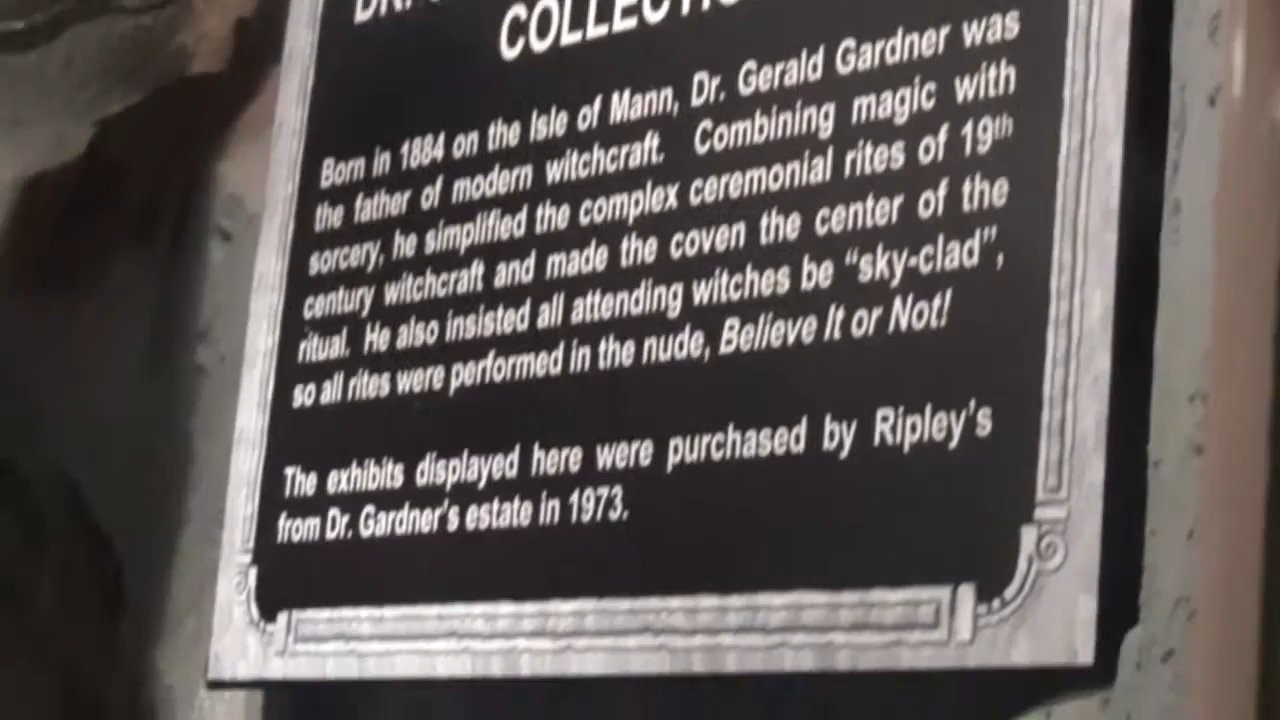 COLLECTIO
Born in 1884 on the Isle of Mann, Dr. Gerald Gardner was
the father of modern witchcraft. Combining magic with
sorcery, he simplified the complex ceremonial rites of 19th
century witchcraft and made the coven the center of the
ritual. He also insisted all attending witches be “sky-clad”,
so all rites were performed in the nude, Believe It or Not!
The exhibits displayed here were purchased by Ripley's
from Dr. Gardner's estate in 1973.